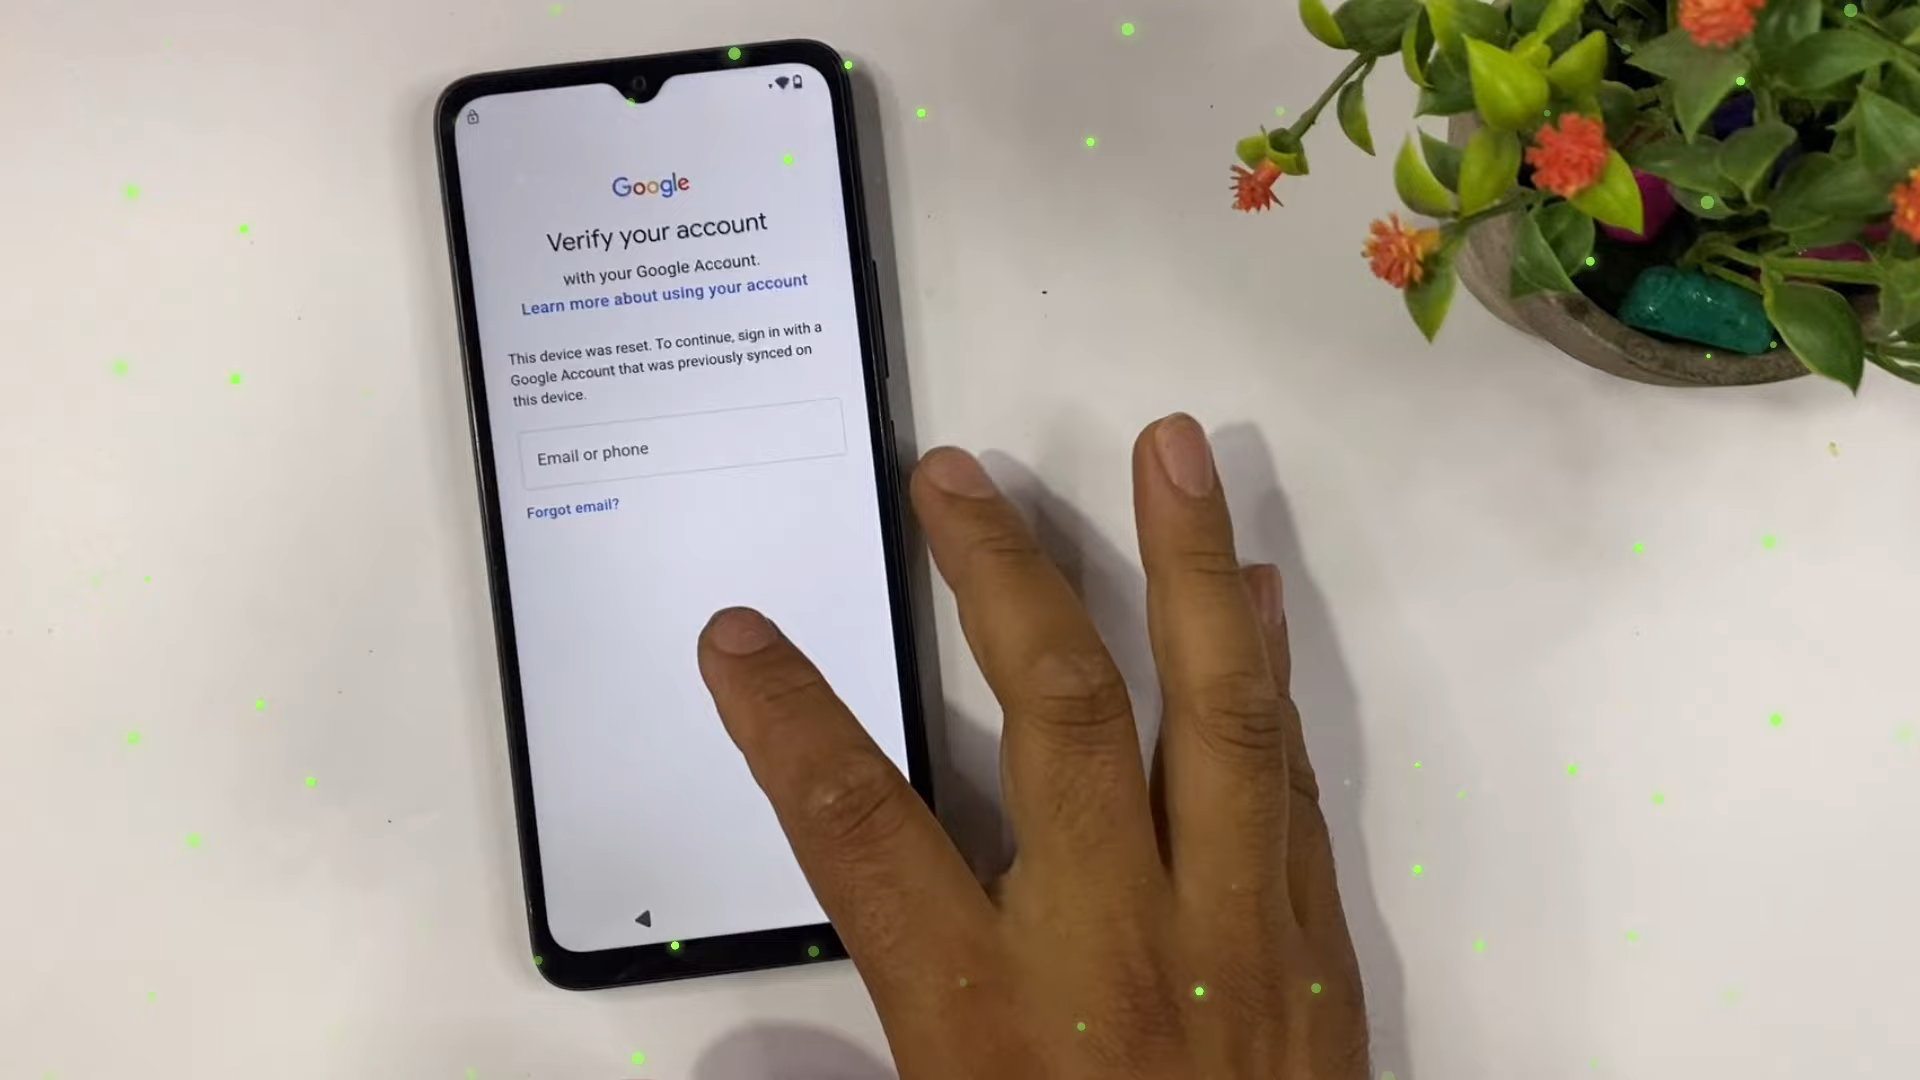 Google
Verify your account
with your Google Account.
Learn more about using your account
This device was reset. To continue, sign in with a
Google Account that was previously synced on
this device.
Email or phone
Forgot email?